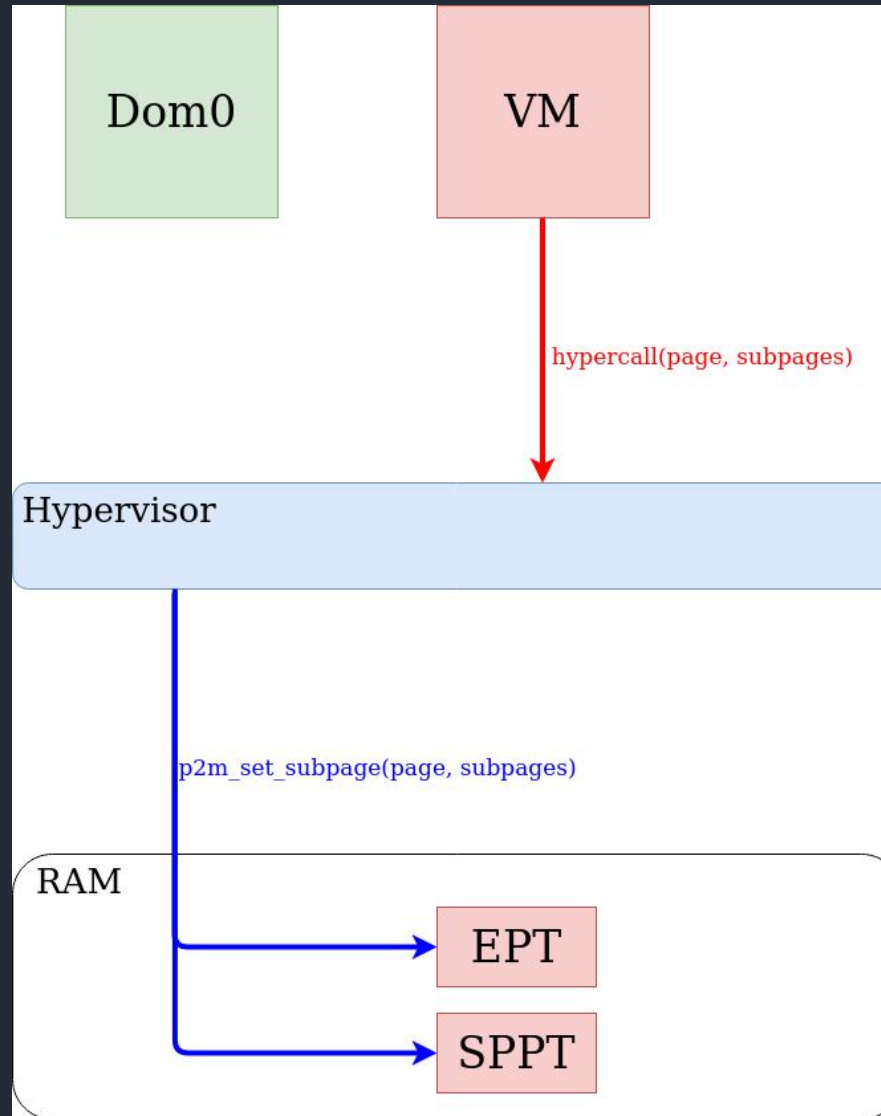 Dom0
VM
hypercall(page, subpages)
Hypervisor
p2m_set_subpage(page, subpages)
RAM
EPT
SPPT